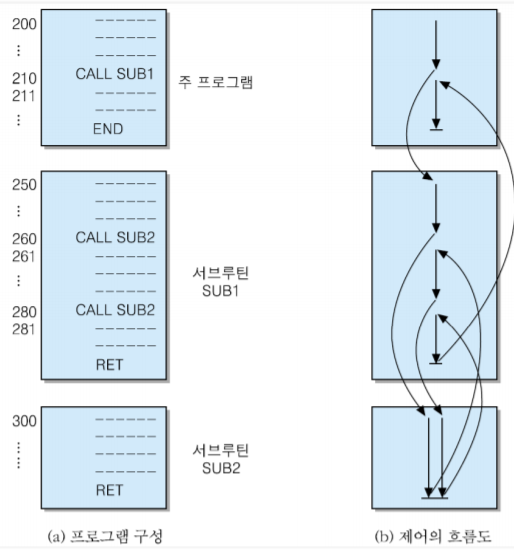 200
⋮
210 CALL SUB1
211
⋮
END
주 프로그램
250
⋮
260 CALL SUB2
261
⋮
280 CALL SUB2
281
RET
서브루틴
SUB1
300
⋮
RET
서브루틴
SUB2
(a) 프로그램 구성
(b) 제어의 흐름도